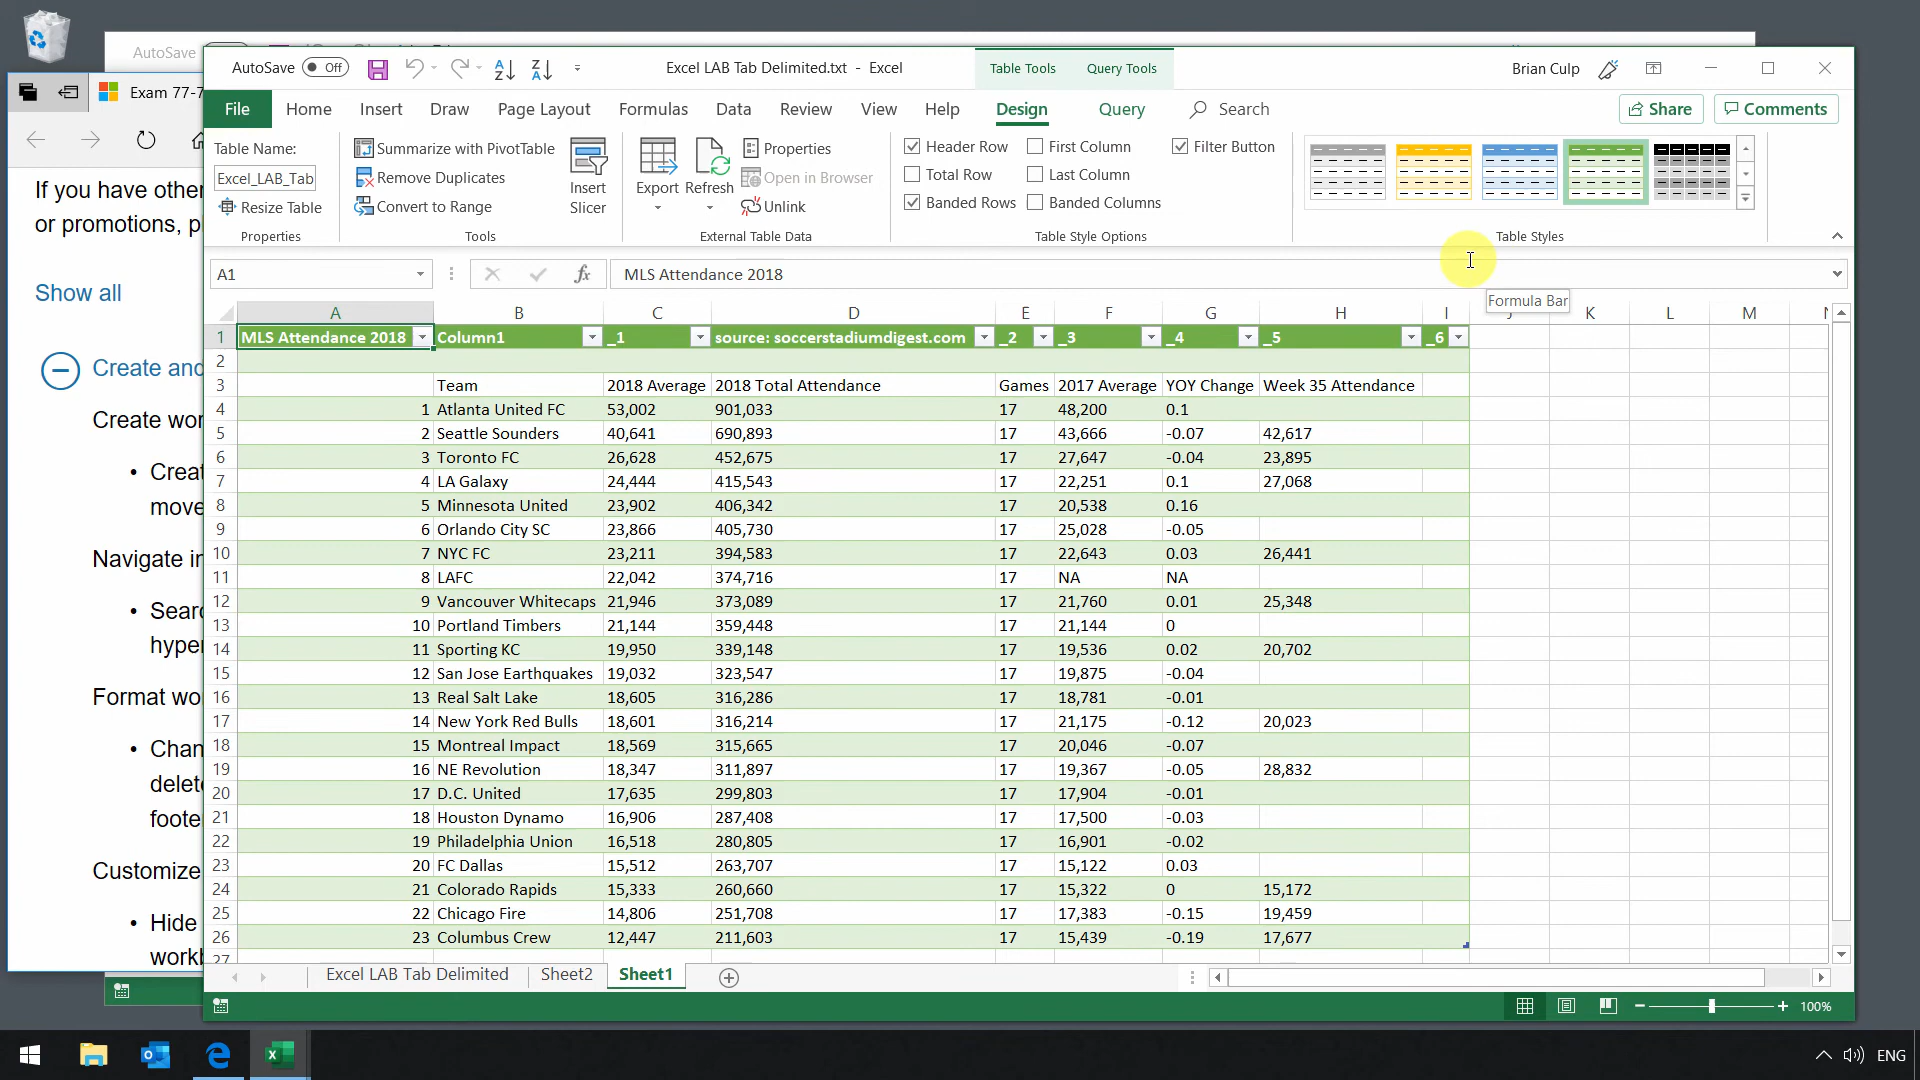 AutoSave
AutoSave Off
Excel LAB Tab Delimited.txt - Excel
Table Tools Query Tools
Brian Culp
Exam 77-7
File Home Insert Draw Page Layout Formulas Data Review View Help Design Query Search Share Comments
Table Name:
Excel_LAB_Tab
Resize Table
Properties
Summarize with PivotTable
Remove Duplicates
Convert to Range
Insert
Slicer
Tools
Export Refresh
Properties
Open in Browser
Unlink
External Table Data
Header Row First Column Filter Button
Total Row Last Column
Banded Rows Banded Columns
Table Style Options
Table Styles
A1
fx
MLS Attendance 2018
Formula Bar
A B C D E F G H I J K L M N
1 MLS Attendance 2018 Column1 _1 source: soccerstadiumdigest.com _2 _3 _4 _5 _6
2
3 Team 2018 Average 2018 Total Attendance Games 2017 Average YOY Change Week 35 Attendance
4 1 Atlanta United FC 53,002 901,033 17 48,200 0.1
5 2 Seattle Sounders 40,641 690,893 17 43,666 -0.07 42,617
6 3 Toronto FC 26,628 452,675 17 27,647 -0.04 23,895
7 4 LA Galaxy 24,444 415,543 17 22,251 0.1 27,068
8 5 Minnesota United 23,902 406,342 17 20,538 0.16
9 6 Orlando City SC 23,866 405,730 17 25,028 -0.05
10 7 NYC FC 23,211 394,583 17 22,643 0.03 26,441
11 8 LAFC 22,042 374,716 17 NA NA
12 9 Vancouver Whitecaps 21,946 373,089 17 21,760 0.01 25,348
13 10 Portland Timbers 21,144 359,448 17 21,144 0
14 11 Sporting KC 19,950 339,148 17 19,536 0.02 20,702
15 12 San Jose Earthquakes 19,032 323,547 17 19,875 -0.04
16 13 Real Salt Lake 18,605 316,286 17 18,781 -0.01
17 14 New York Red Bulls 18,601 316,214 17 21,175 -0.12 20,023
18 15 Montreal Impact 18,569 315,665 17 20,046 -0.07
19 16 NE Revolution 18,347 311,897 17 19,367 -0.05 28,832
20 17 D.C. United 17,635 299,803 17 17,904 -0.01
21 18 Houston Dynamo 16,906 287,408 17 17,500 -0.03
22 19 Philadelphia Union 16,518 280,805 17 16,901 -0.02
23 20 FC Dallas 15,512 263,707 17 15,122 0.03
24 21 Colorado Rapids 15,333 260,660 17 15,322 0 15,172
25 22 Chicago Fire 14,806 251,708 17 17,383 -0.15 19,459
26 23 Columbus Crew 12,447 211,603 17 15,439 -0.19 17,677
27
Excel LAB Tab Delimited Sheet2 Sheet1
100%
If you have other
or promotions, p
Show all
Create and
Create wor
• Creat
move
Navigate in
• Searc
hyper
Format wo
• Chan
delete
foote
Customize
• Hide
workb
ENG